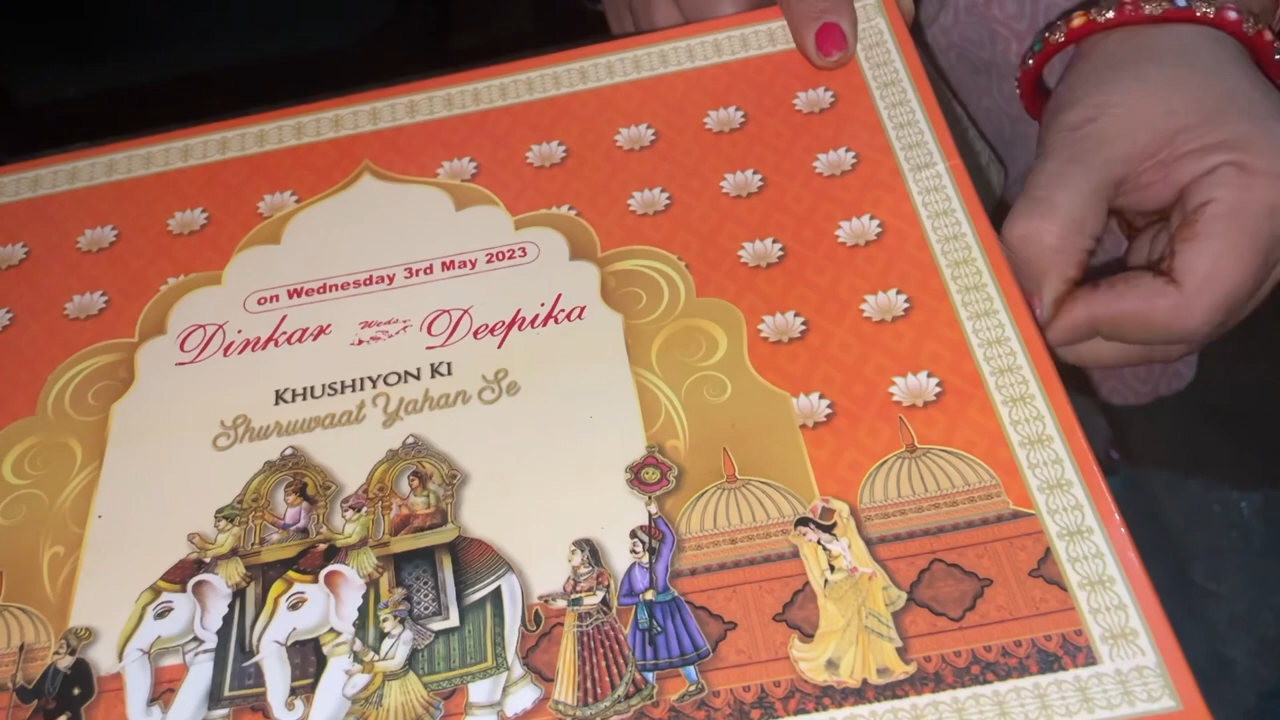 on Wednesday 3rd May 2023
Dinkar Weds. Deepika
KHUSHIYON KI
Shuruwaat Yahan Se